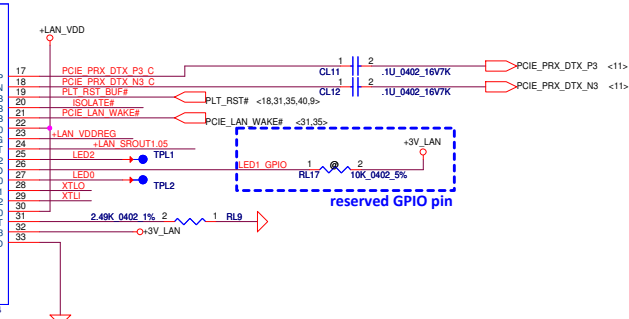 +LAN_VDD
17 PCIE_PRX_DTX_P3_C 1 2 PCIE_PRX_DTX_P3 <11>
CL11 .1U_0402_16V7K
18 PCIE_PRX_DTX_N3_C 1 2 PCIE_PRX_DTX_N3 <11>
CL12 .1U_0402_16V7K
19 PLT_RST_BUF# PLT_RST# <18,31,35,40,9>
20 ISOLATE#
21 PCIE_LAN_WAKE# PCIE_LAN_WAKE# <31,35>
22
23 +LAN_VDDREG
24 +LAN_SROUT1.05
25 LED2 TPL1
+3V_LAN
26 LED1_GPIO 1 @ 2
RL17 10K_0402_5%
27 LED0 TPL2
28 XTLO
29 XTLI
reserved GPIO pin
30
31 2.49K_0402_1% 2 1 RL9
32 +3V_LAN
33